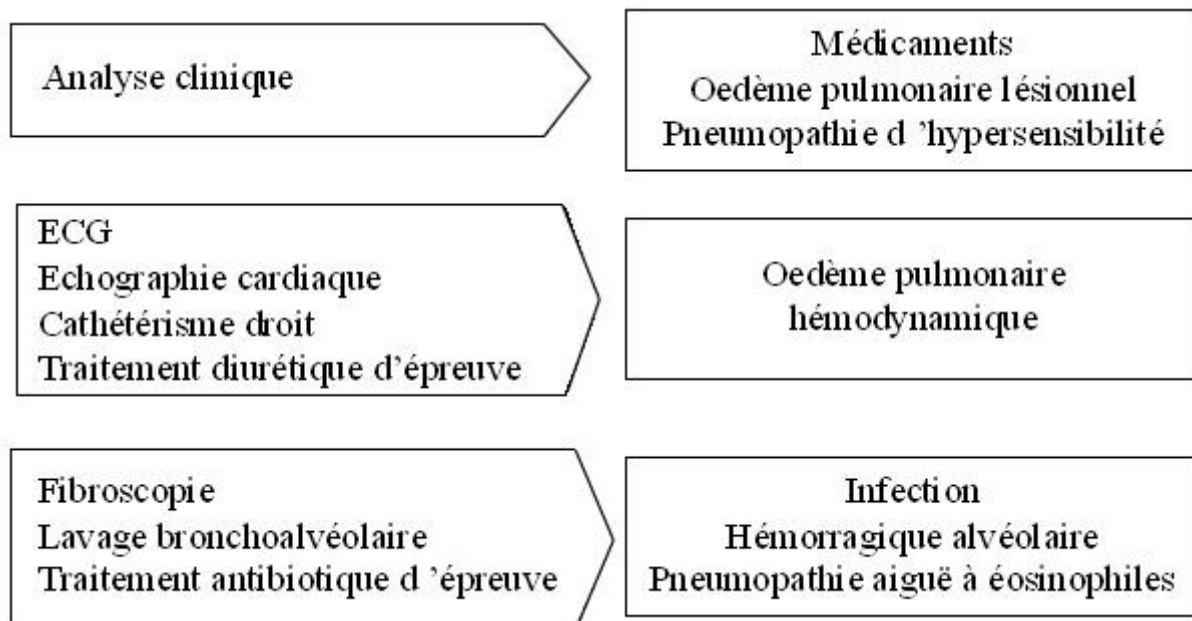 Analyse clinique
Médicaments
Oedème pulmonaire lésionnel
Pneumopathie d ’hypersensibilité
ECG
Echographie cardiaque
Cathétérisme droit
Traitement diurétique d’épreuve
Oedème pulmonaire
hémodynamique
Fibroscopie
Lavage bronchoalvéolaire
Traitement antibiotique d ’épreuve
Infection
Hémorragique alvéolaire
Pneumopathie aiguë à éosinophiles